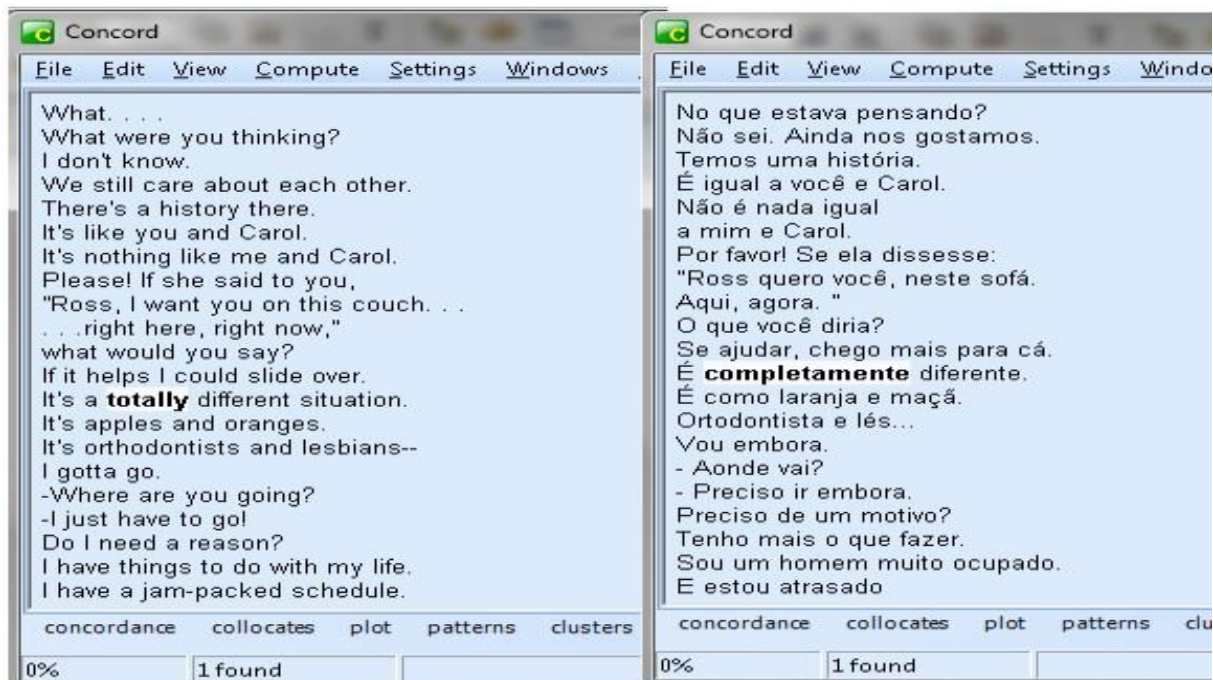 Concord
File Edit View Compute Settings Windows
What. . . .
What were you thinking?
I don't know.
We still care about each other.
There's a history there.
It's like you and Carol.
It's nothing like me and Carol.
Please! If she said to you,
"Ross, I want you on this couch. . .
. . .right here, right now,"
what would you say?
If it helps I could slide over.
It's a totally different situation.
It's apples and oranges.
It's orthodontists and lesbians--
I gotta go.
-Where are you going?
-I just have to go!
Do I need a reason?
I have things to do with my life.
I have a jam-packed schedule.
concordance collocates plot patterns clusters
0% 1 found
Concord
File Edit View Compute Settings Windo
No que estava pensando?
Não sei. Ainda nos gostamos.
Temos uma história.
É igual a você e Carol.
Não é nada igual
a mim e Carol.
Por favor! Se ela dissesse:
"Ross quero você, neste sofá.
Aqui, agora. "
O que você diria?
Se ajudar, chego mais para cá.
É completamente diferente.
É como laranja e maçã.
Ortodontista e lés...
Vou embora.
- Aonde vai?
- Preciso ir embora.
Preciso de um motivo?
Tenho mais o que fazer.
Sou um homem muito ocupado.
E estou atrasado
concordance collocates plot patterns clu
0% 1 found